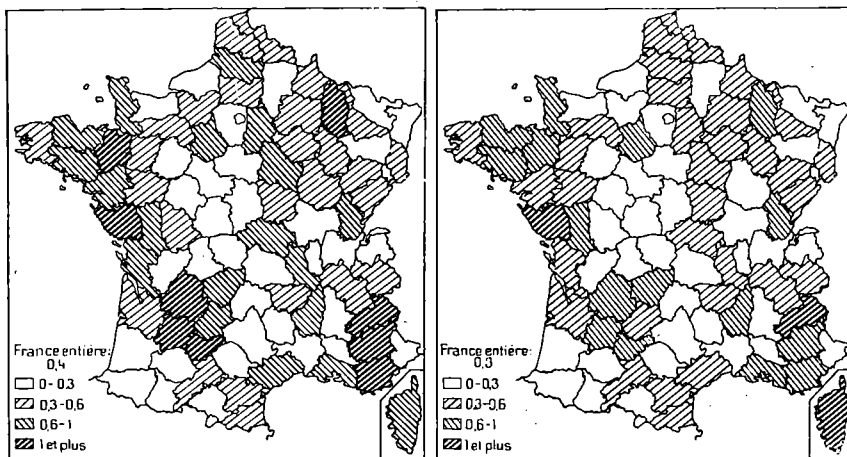 France entière:
0,4
0-0,3
0,3-0,6
0,6-1
1 et plus
France entière:
0,3
0-0,3
0,3-0,6
0,6-1
1 et plus